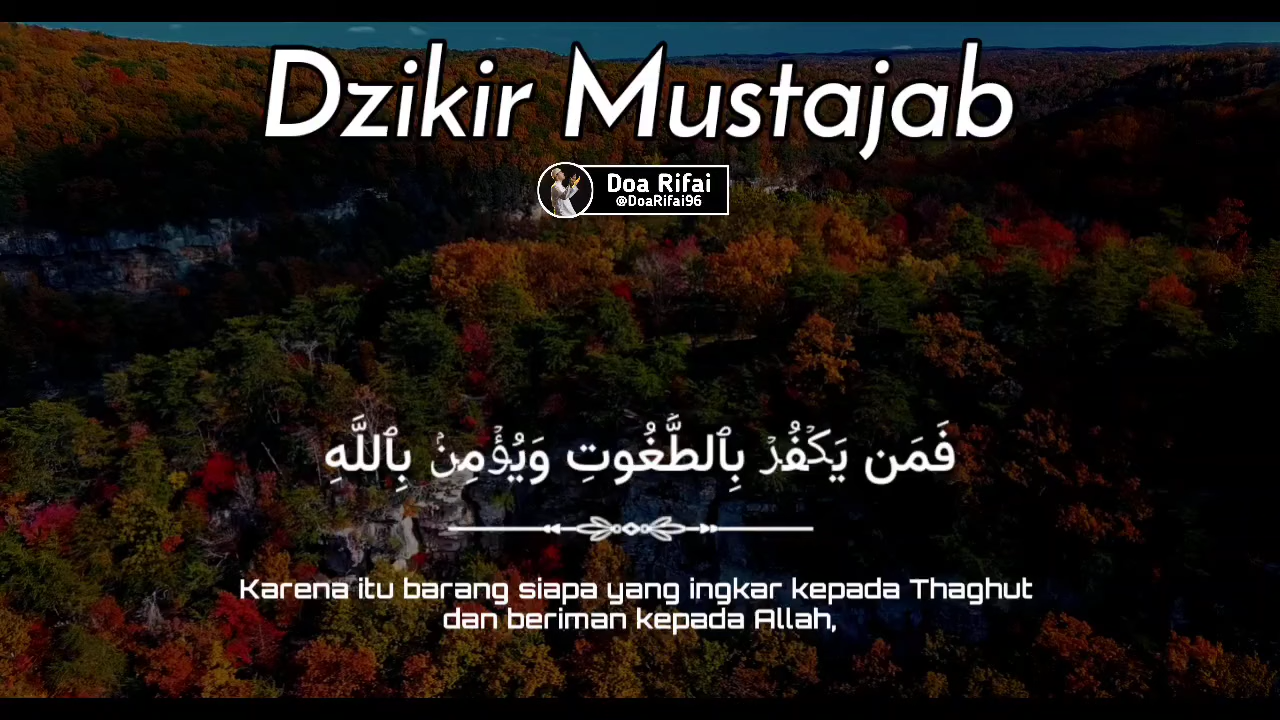 Dzikir Mustajab
Doa Rifai
@DoaRifai96
فَمَن يَكۡفُرۡ بِٱلطَّٰغُوتِ وَيُؤۡمِنۢ بِٱللَّهِ
Karena itu barang siapa yang ingkar kepada Thaghut
dan beriman kepada Allah,